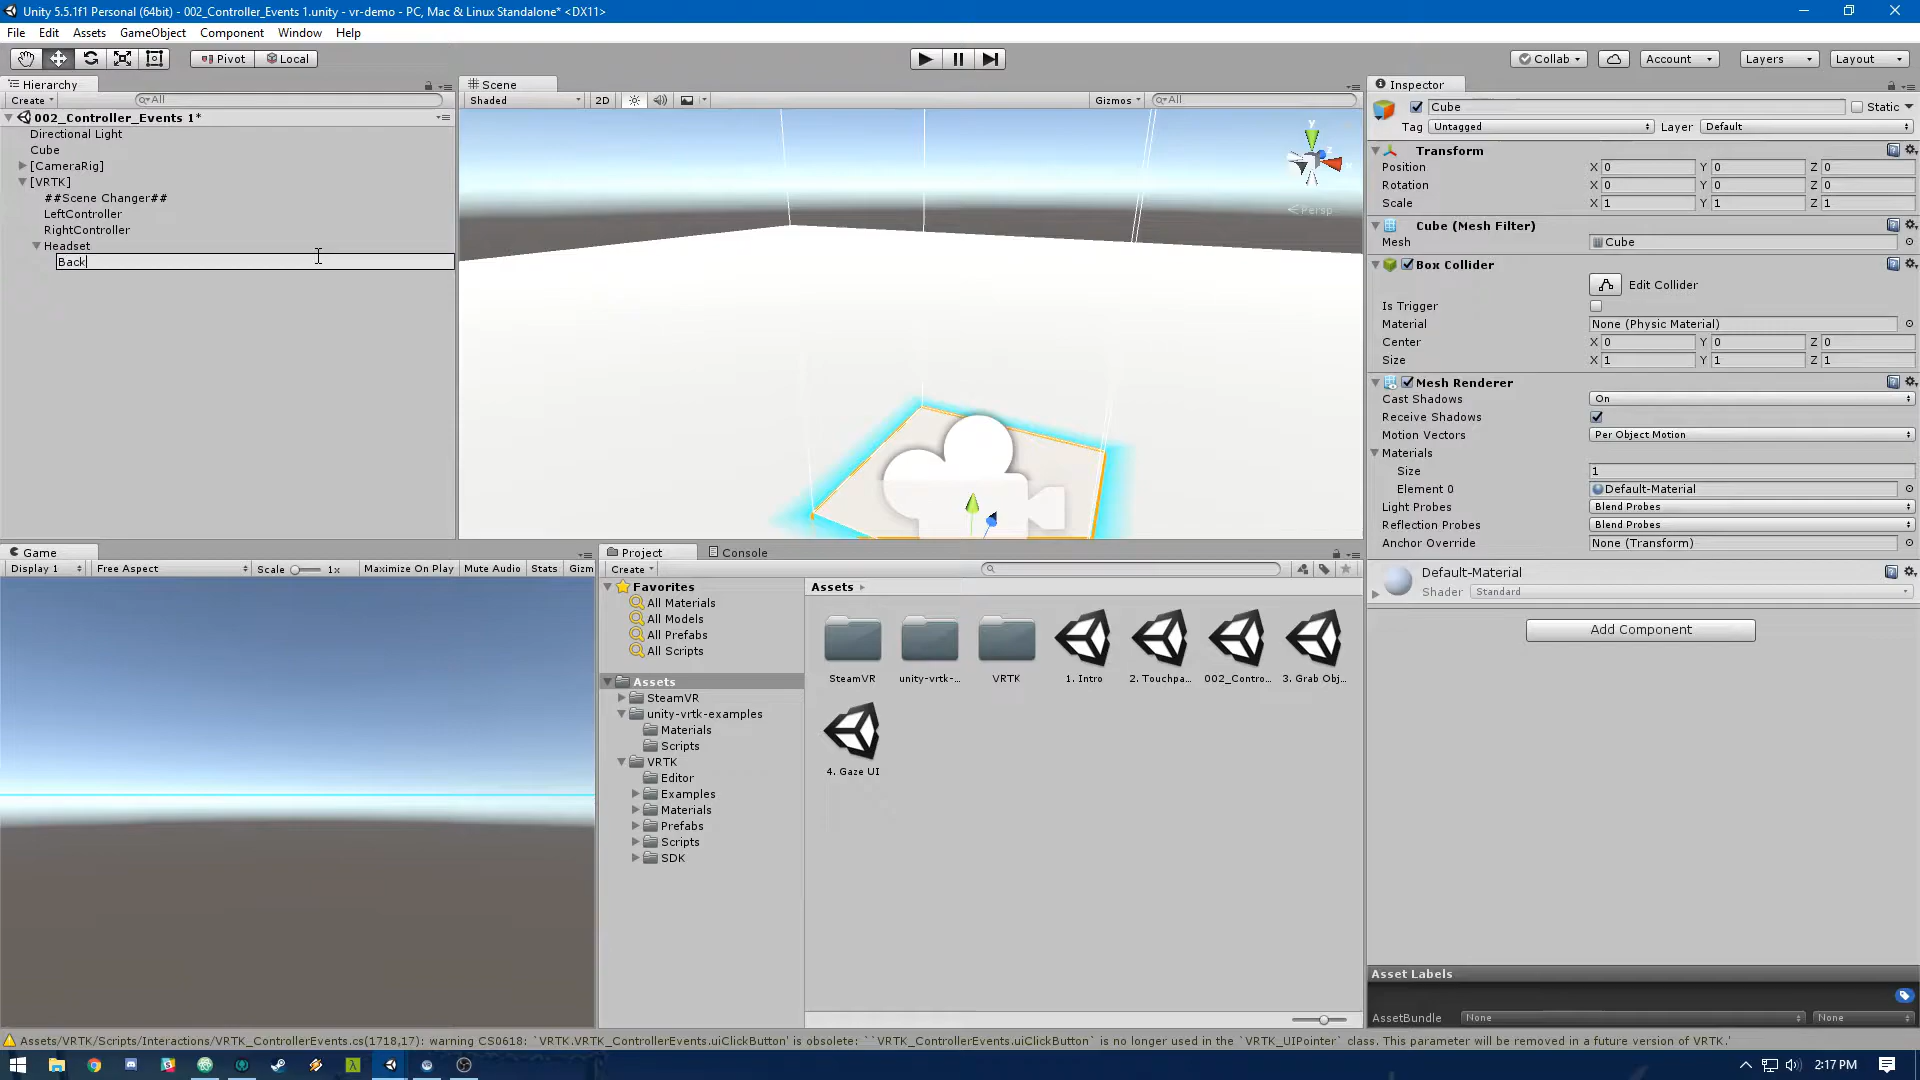 Unity 5.5.1f1 Personal (64bit) - 002_Controller_Events 1.unity - vr-demo - PC, Mac & Linux Standalone* <DX11>
File Edit Assets GameObject Component Window Help
Pivot Local Collab Account Layers Layout
Hierarchy
Create All
002_Controller_Events 1*
Directional Light
Cube
[CameraRig]
[VRTK]
##Scene Changer##
LeftController
RightController
Headset
Back
Scene
Shaded 2D Gizmos All
y
Persp
Inspector
Cube Static
Tag Untagged Layer Default
Transform
Position X 0 Y 0 Z 0
Rotation X 0 Y 0 Z 0
Scale X 1 Y 1 Z 1
Cube (Mesh Filter)
Mesh Cube
Box Collider
Edit Collider
Is Trigger
Material None (Physic Material)
Center X 0 Y 0 Z 0
Size X 1 Y 1 Z 1
Mesh Renderer
Cast Shadows On
Receive Shadows
Motion Vectors Per Object Motion
Materials
Size 1
Element 0 Default-Material
Light Probes Blend Probes
Reflection Probes Blend Probes
Anchor Override None (Transform)
Default-Material
Shader Standard
Add Component
Asset Labels
AssetBundle None None
Game
Display 1 Free Aspect Scale 1x Maximize On Play Mute Audio Stats Gizm
Project Console
Create
Favorites
All Materials
All Models
All Prefabs
All Scripts
Assets
SteamVR
unity-vrtk-examples
Materials
Scripts
VRTK
Editor
Examples
Materials
Prefabs
Scripts
SDK
Assets
SteamVR unity-vrtk-... VRTK 1. Intro 2. Touchpa... 002_Contro... 3. Grab Obj...
4. Gaze UI
Assets/VRTK/Scripts/Interactions/VRTK_ControllerEvents.cs(1718,17): warning CS0618: `VRTK.VRTK_ControllerEvents.uiClickButton' is obsolete: ``VRTK_ControllerEvents.uiClickButton` is no longer used in the `VRTK_UIPointer` class. This parameter will be removed in a future version of VRTK.'
2:17 PM